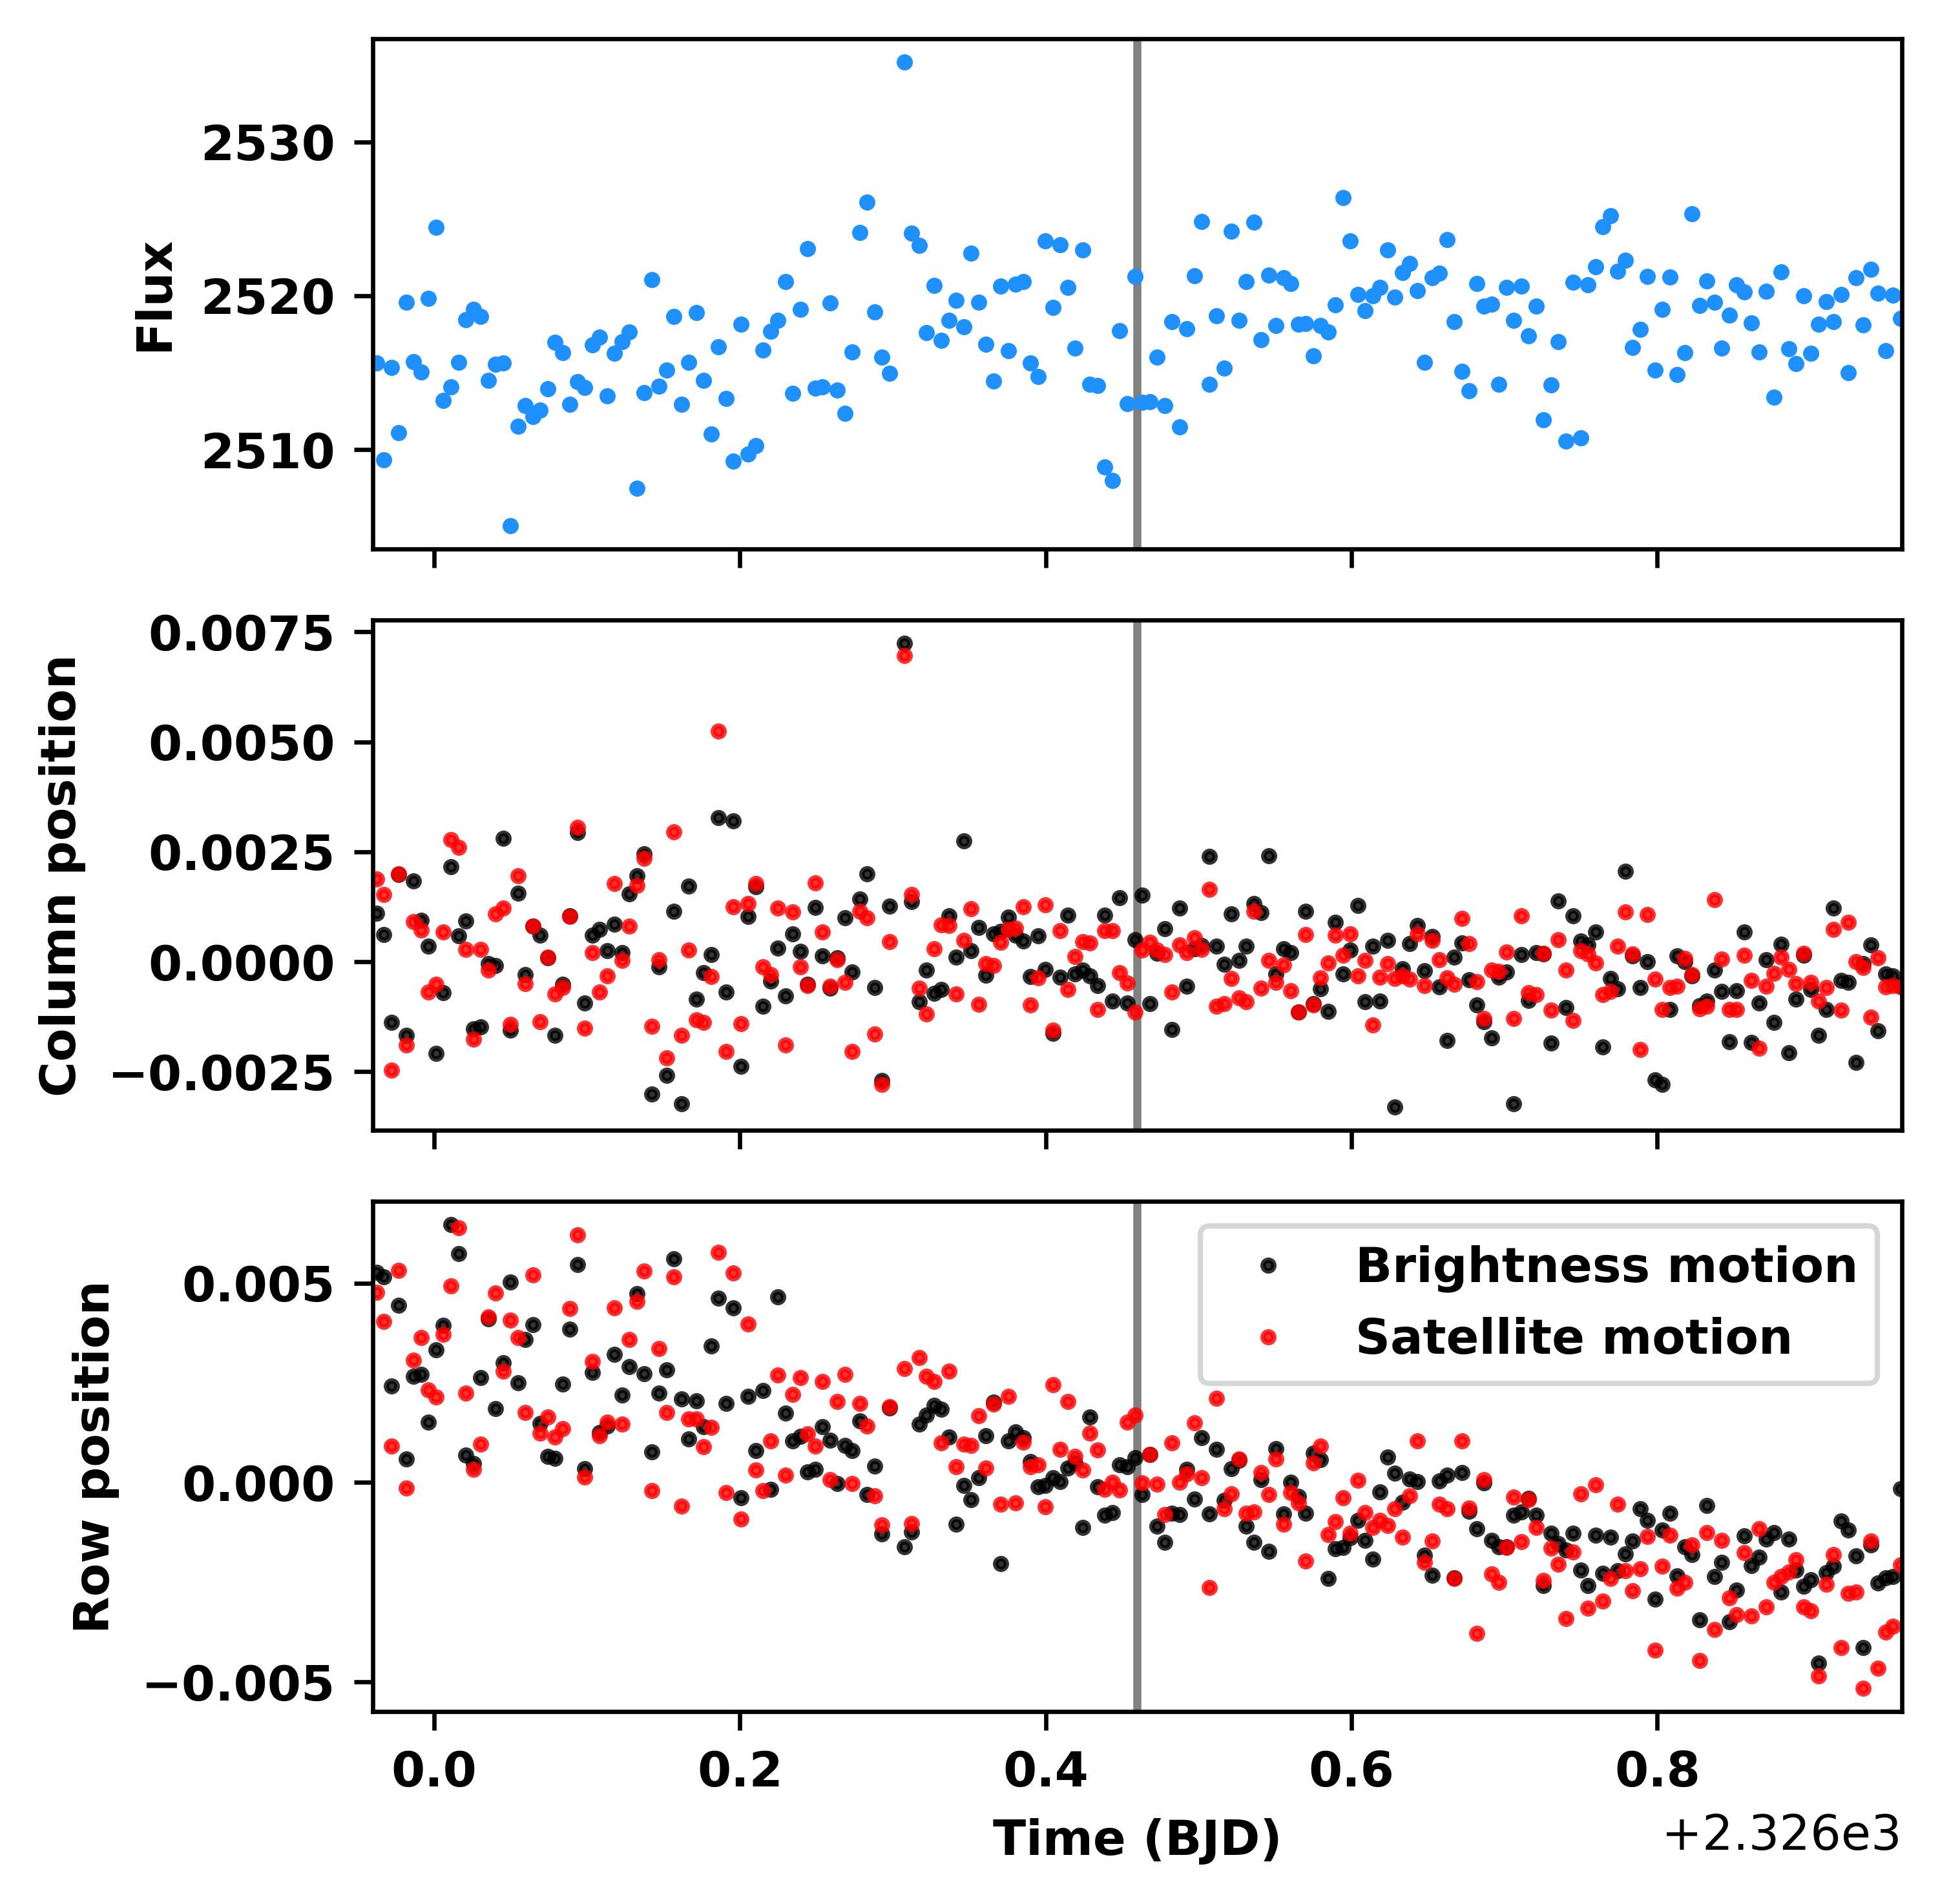 Flux
2530
2520
2510
Column position
0.0075
0.0050
0.0025
0.0000
−0.0025
Row position
0.005
0.000
−0.005
Brightness motion
Satellite motion
0.0 0.2 0.4 0.6 0.8
Time (BJD)
+2.326e3